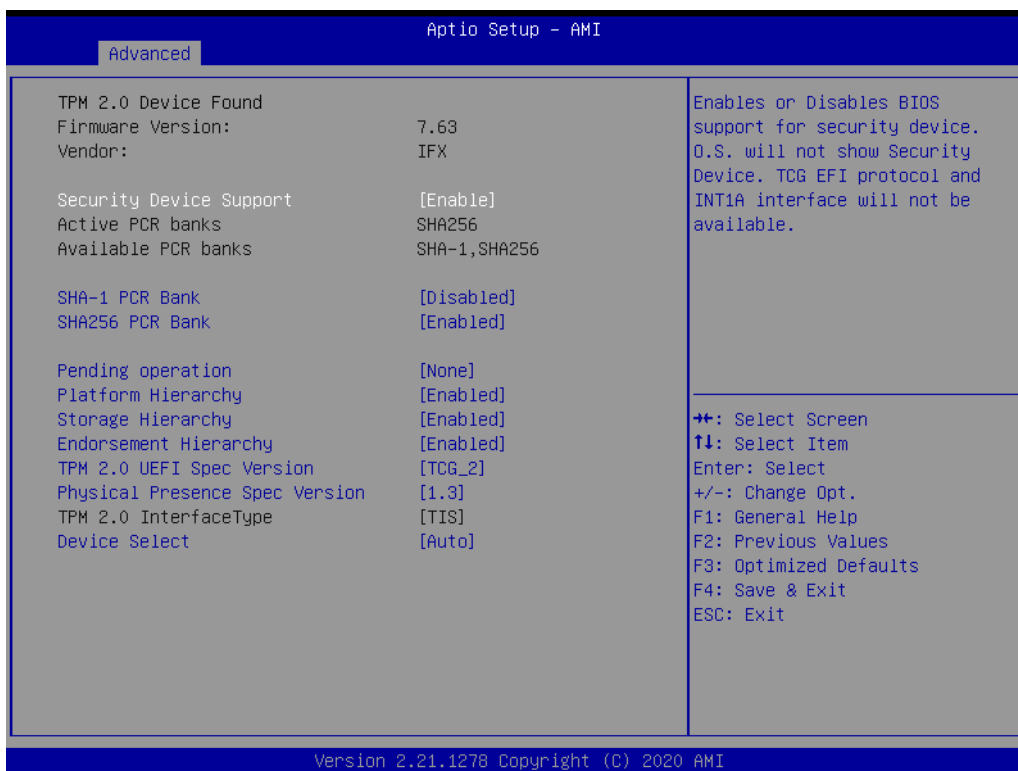 Aptio Setup – AMI
Advanced
TPM 2.0 Device Found
Firmware Version: 7.63
Vendor: IFX
Security Device Support [Enable]
Active PCR banks SHA256
Available PCR banks SHA-1,SHA256
SHA-1 PCR Bank [Disabled]
SHA256 PCR Bank [Enabled]
Pending operation [None]
Platform Hierarchy [Enabled]
Storage Hierarchy [Enabled]
Endorsement Hierarchy [Enabled]
TPM 2.0 UEFI Spec Version [TCG_2]
Physical Presence Spec Version [1.3]
TPM 2.0 InterfaceType [TIS]
Device Select [Auto]
Enables or Disables BIOS
support for security device.
O.S. will not show Security
Device. TCG EFI protocol and
INT1A interface will not be
available.
→←: Select Screen
↑↓: Select Item
Enter: Select
+/-: Change Opt.
F1: General Help
F2: Previous Values
F3: Optimized Defaults
F4: Save & Exit
ESC: Exit
Version 2.21.1278 Copyright (C) 2020 AMI